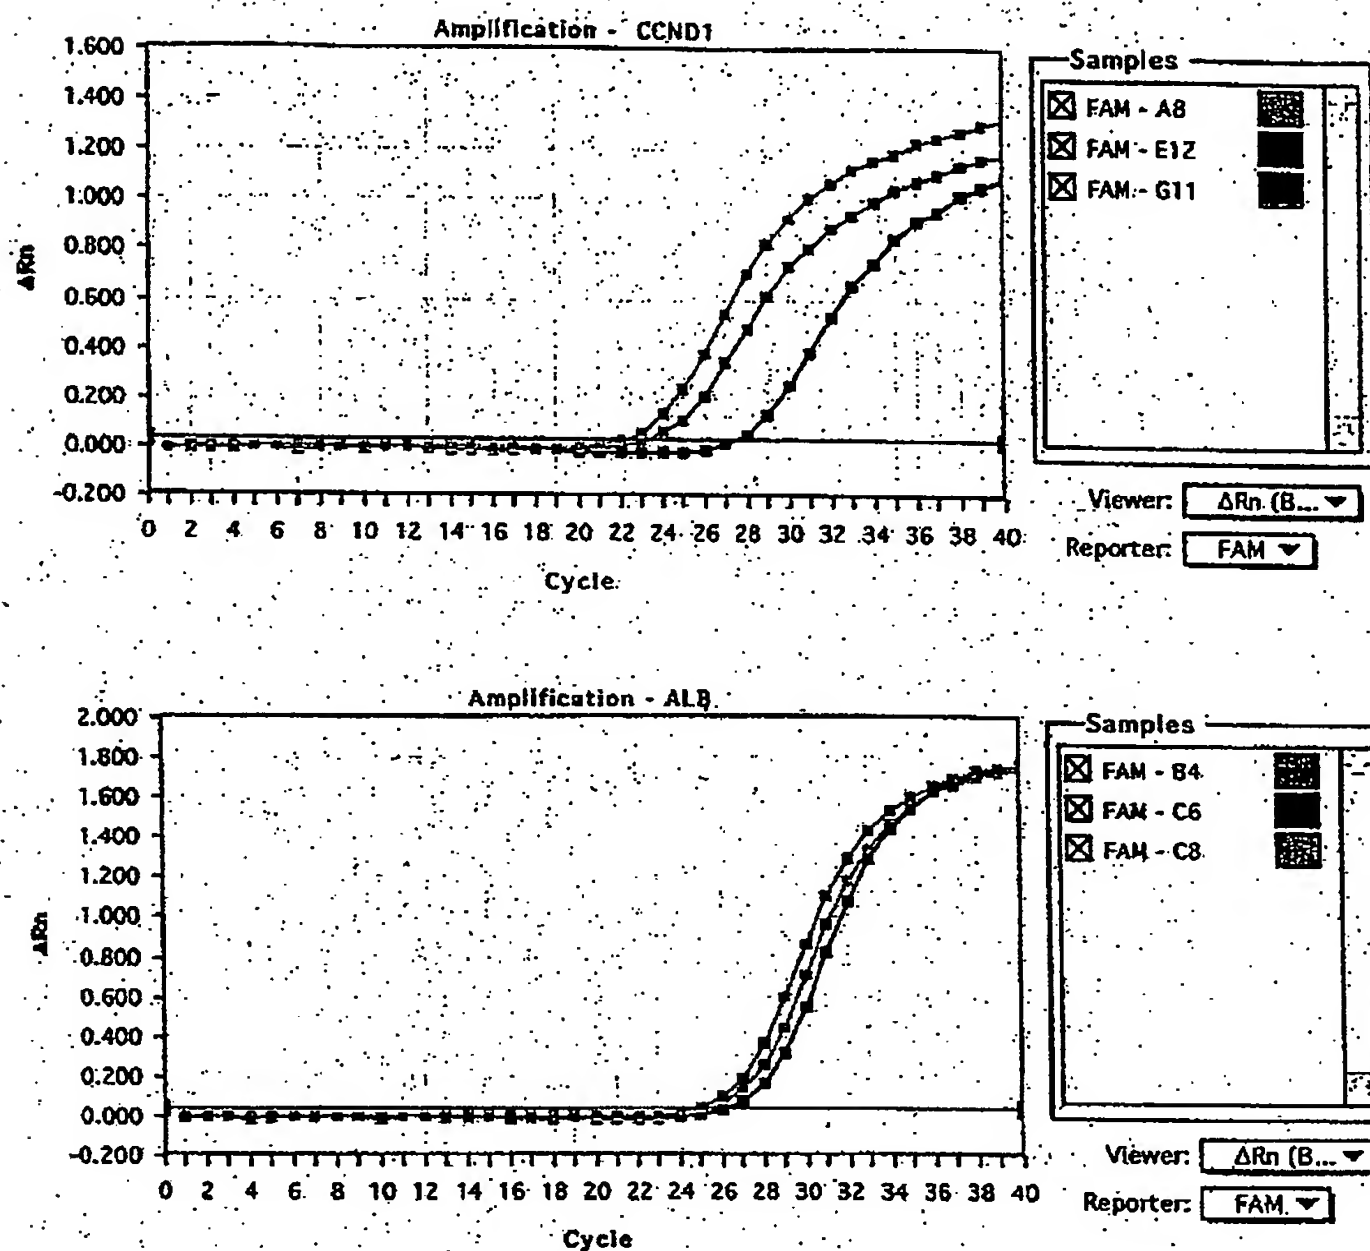 Amplification - CCND1
1.600
1.400
1.200
1.000
0.800
0.600
0.400
0.200
0.000
-0.200
ΔRn
0 2 4 6 8 10 12 14 16 18 20 22 24 26 28 30 32 34 36 38 40
Cycle
Samples
FAM - A8
FAM - E12
FAM - G11
Viewer: ΔRn (B... ▼
Reporter: FAM ▼
Amplification - ALB
2.000
1.800
1.600
1.400
1.200
1.000
0.800
0.600
0.400
0.200
0.000
-0.200
ΔRn
0 2 4 6 8 10 12 14 16 18 20 22 24 26 28 30 32 34 36 38 40
Cycle
Samples
FAM - B4
FAM - C6
FAM - C8
Viewer: ΔRn (B... ▼
Reporter: FAM ▼